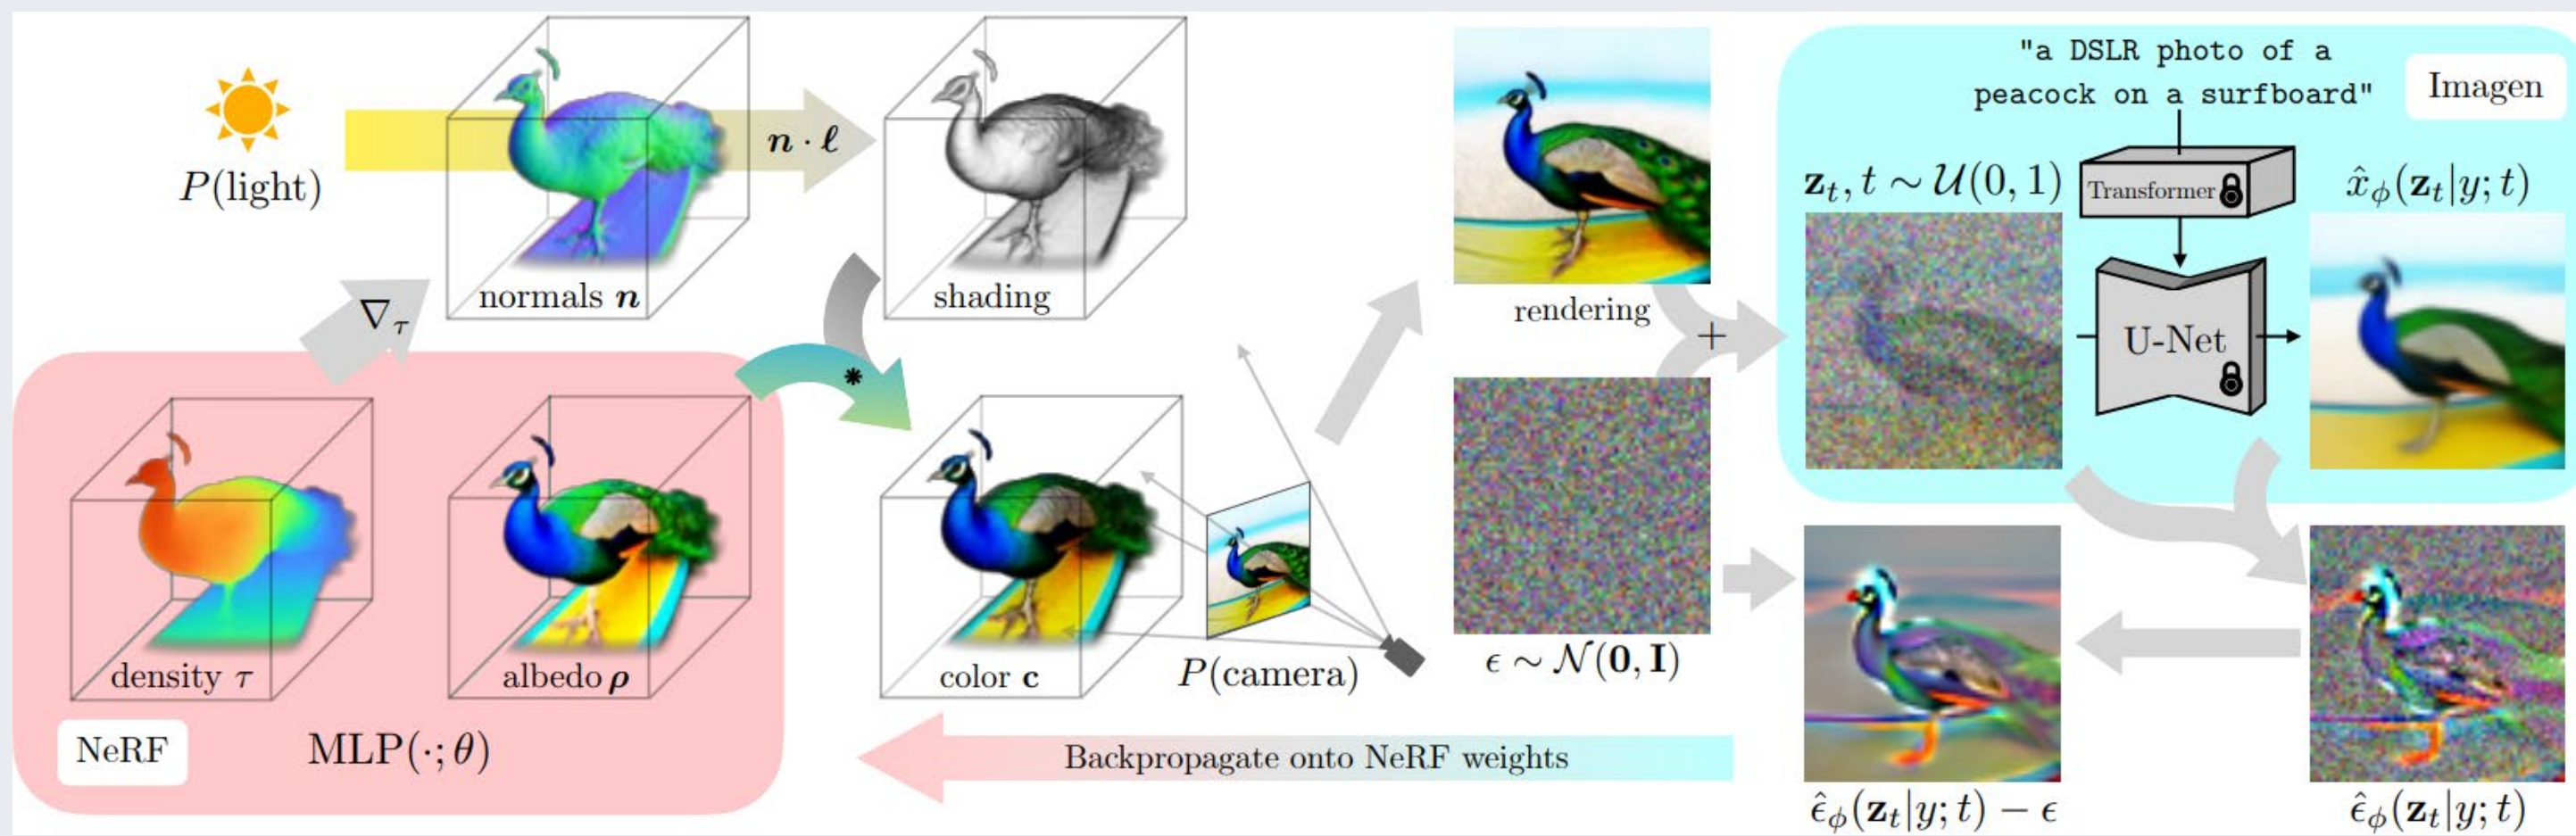 P(light)
∇τ
normals n
n · ℓ
shading
density τ
albedo ρ
NeRF
MLP(·; θ)
*
color c
P(camera)
rendering
+
ϵ ∼ 𝒩(0, I)
Backpropagate onto NeRF weights
"a DSLR photo of a
peacock on a surfboard"
Imagen
z_t, t ∼ 𝒰(0, 1)
Transformer
x̂_ϕ(z_t|y; t)
U-Net
ϵ̂_ϕ(z_t|y; t) − ϵ
ϵ̂_ϕ(z_t|y; t)